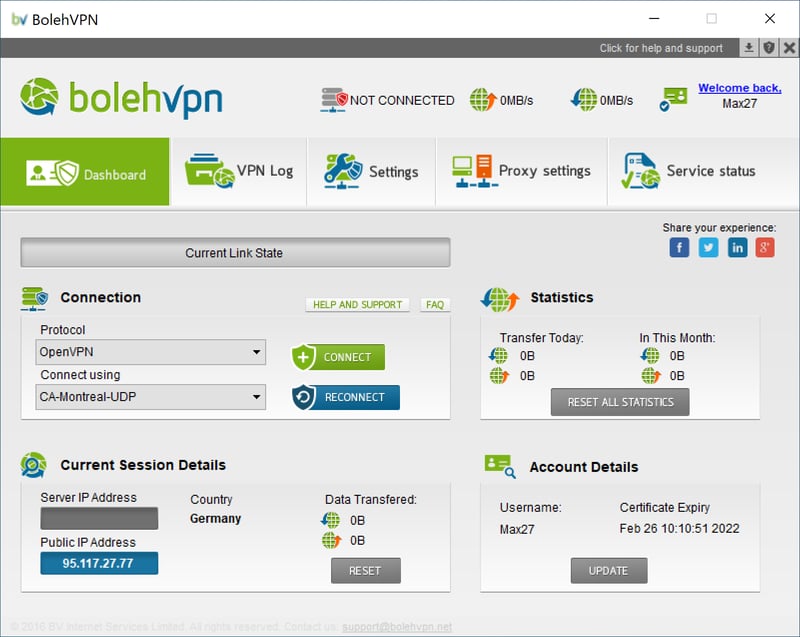 BolehVPN
Click for help and support
bolehvpn
NOT CONNECTED
0MB/s
0MB/s
Welcome back,
Max27
Dashboard
VPN Log
Settings
Proxy settings
Service status
Share your experience:
Current Link State
Connection
HELP AND SUPPORT
FAQ
Protocol
OpenVPN
CONNECT
Connect using
CA-Montreal-UDP
RECONNECT
Statistics
Transfer Today:
In This Month:
0B
0B
0B
0B
RESET ALL STATISTICS
Current Session Details
Server IP Address
Country
Germany
Data Transfered:
0B
0B
Public IP Address
95.117.27.77
RESET
Account Details
Username:
Certificate Expiry
Max27
Feb 26 10:10:51 2022
UPDATE
© 2016 BV Internet Services Limited. All rights reserved. Contact us: support@bolehvpn.net